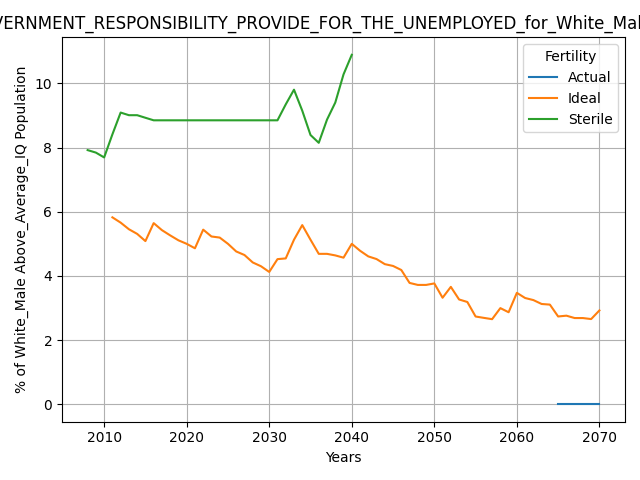 VERNMENT_RESPONSIBILITY_PROVIDE_FOR_THE_UNEMPLOYED_for_White_Mal
Fertility
Actual
Ideal
Sterile
% of White_Male Above_Average_IQ Population
10
8
6
4
2
0
2010 2020 2030 2040 2050 2060 2070
Years